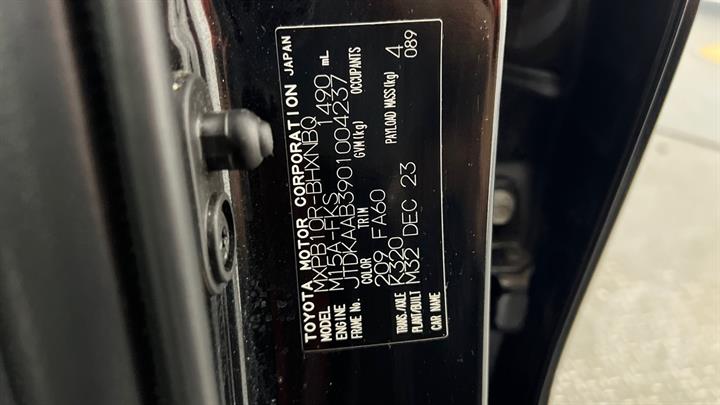 TOYOTA MOTOR CORPORATION JAPAN
MODEL MXPB10R-BHXNBQ
ENGINE M15A-FKS 1490 mL
FRAME No. JTDKAAB3901004237
COLOR TRIM GVM(kg) OCCUPANTS
209 FA60 4
TRANS/AXLE K320
PLANT/BUILT M32 DEC 23 PAYLOAD MASS(kg) 089
CAR NAME